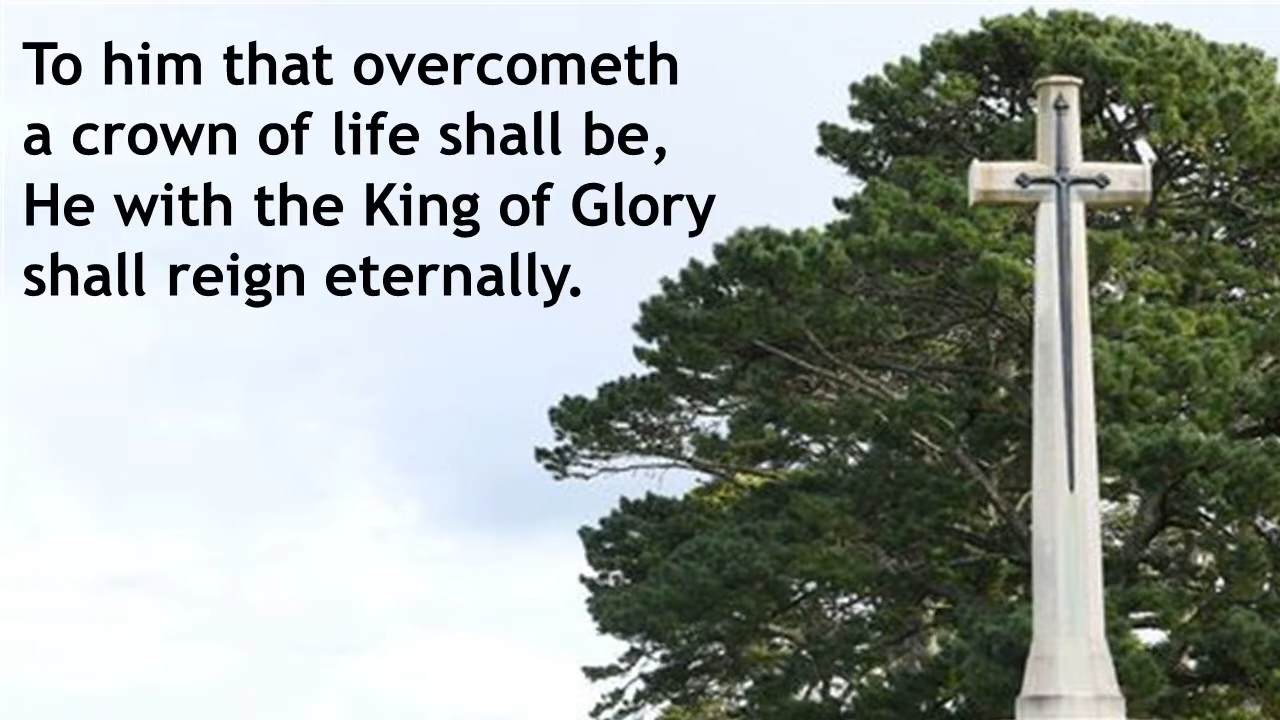 To him that overcometh
a crown of life shall be,
He with the King of Glory
shall reign eternally.